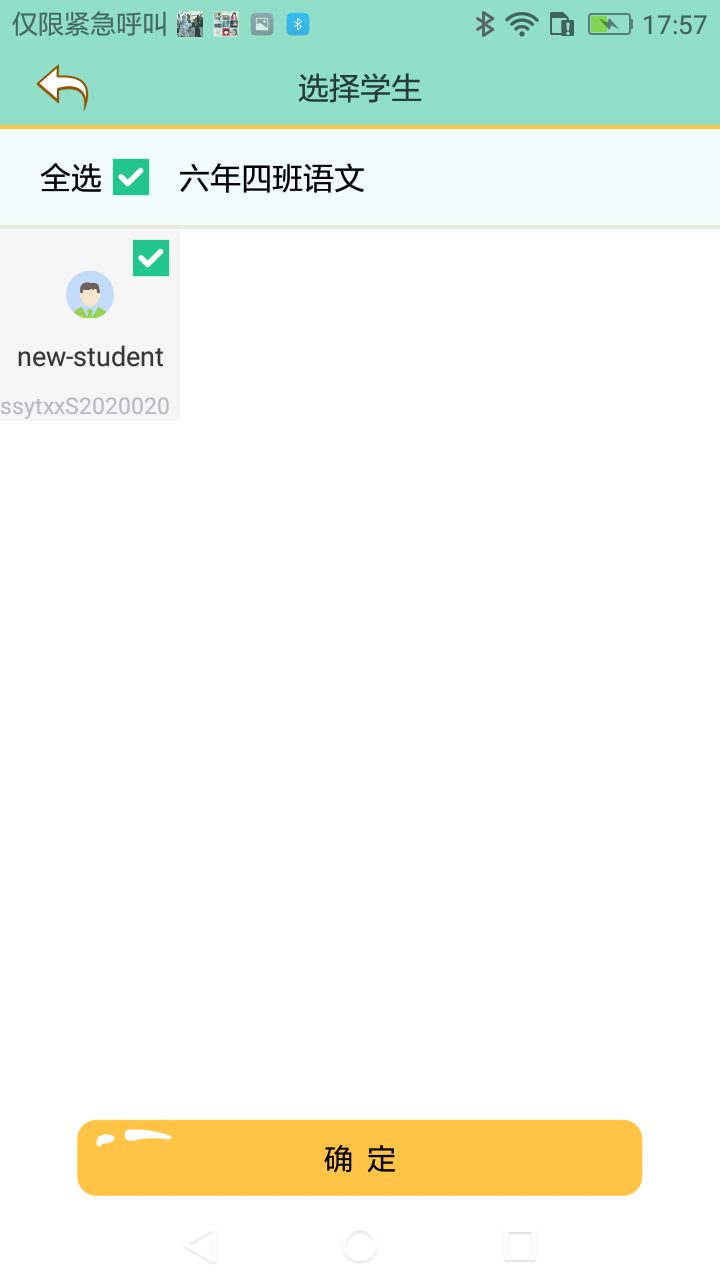 仅限紧急呼叫 17:57
选择学生
全选 六年四班语文
new-student
ssytxxS2020020
确 定